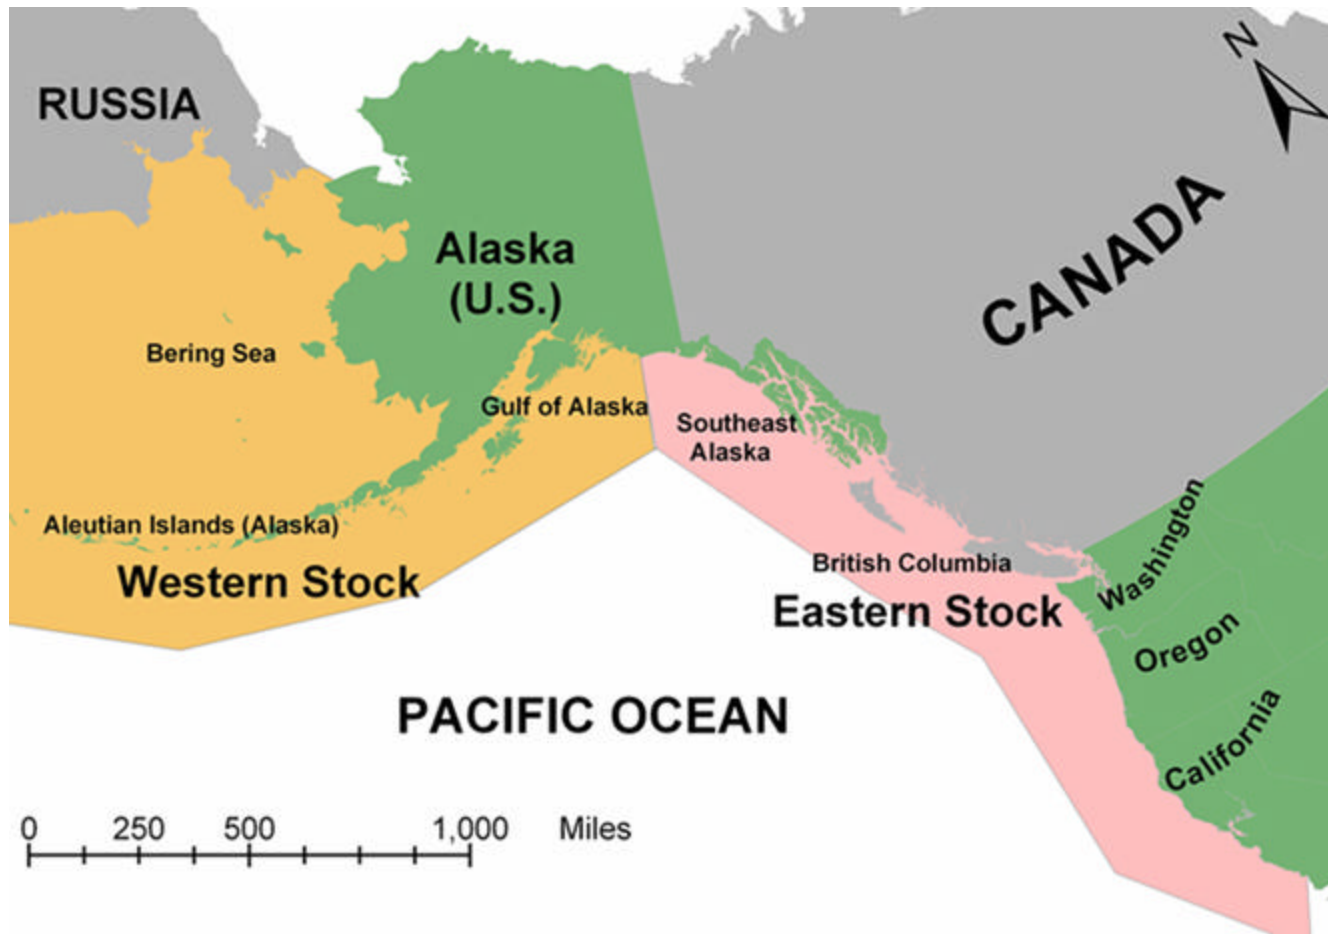 N
RUSSIA
CANADA
Alaska
(U.S.)
Bering Sea
Gulf of Alaska
Southeast
Alaska
Aleutian Islands (Alaska)
Western Stock
British Columbia
Eastern Stock
Washington
Oregon
California
PACIFIC OCEAN
0 250 500 1,000 Miles